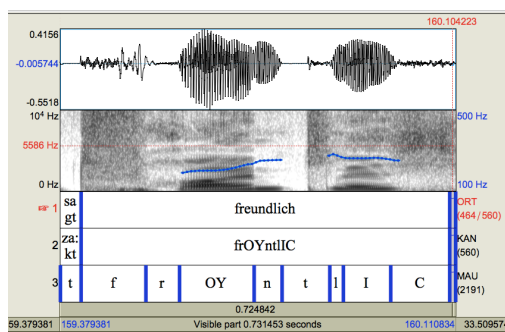 160.104223
0.4156
-0.005744
-0.5518
10⁴ Hz
500 Hz
5586 Hz
0 Hz
100 Hz
1 sa gt freundlich ORT (464/560)
2 za: kt frOYntlIC KAN (560)
3 t f r OY n t l I C MAU (2191)
0.724842
59.379381 159.379381 Visible part 0.731453 seconds 160.110834 33.509574